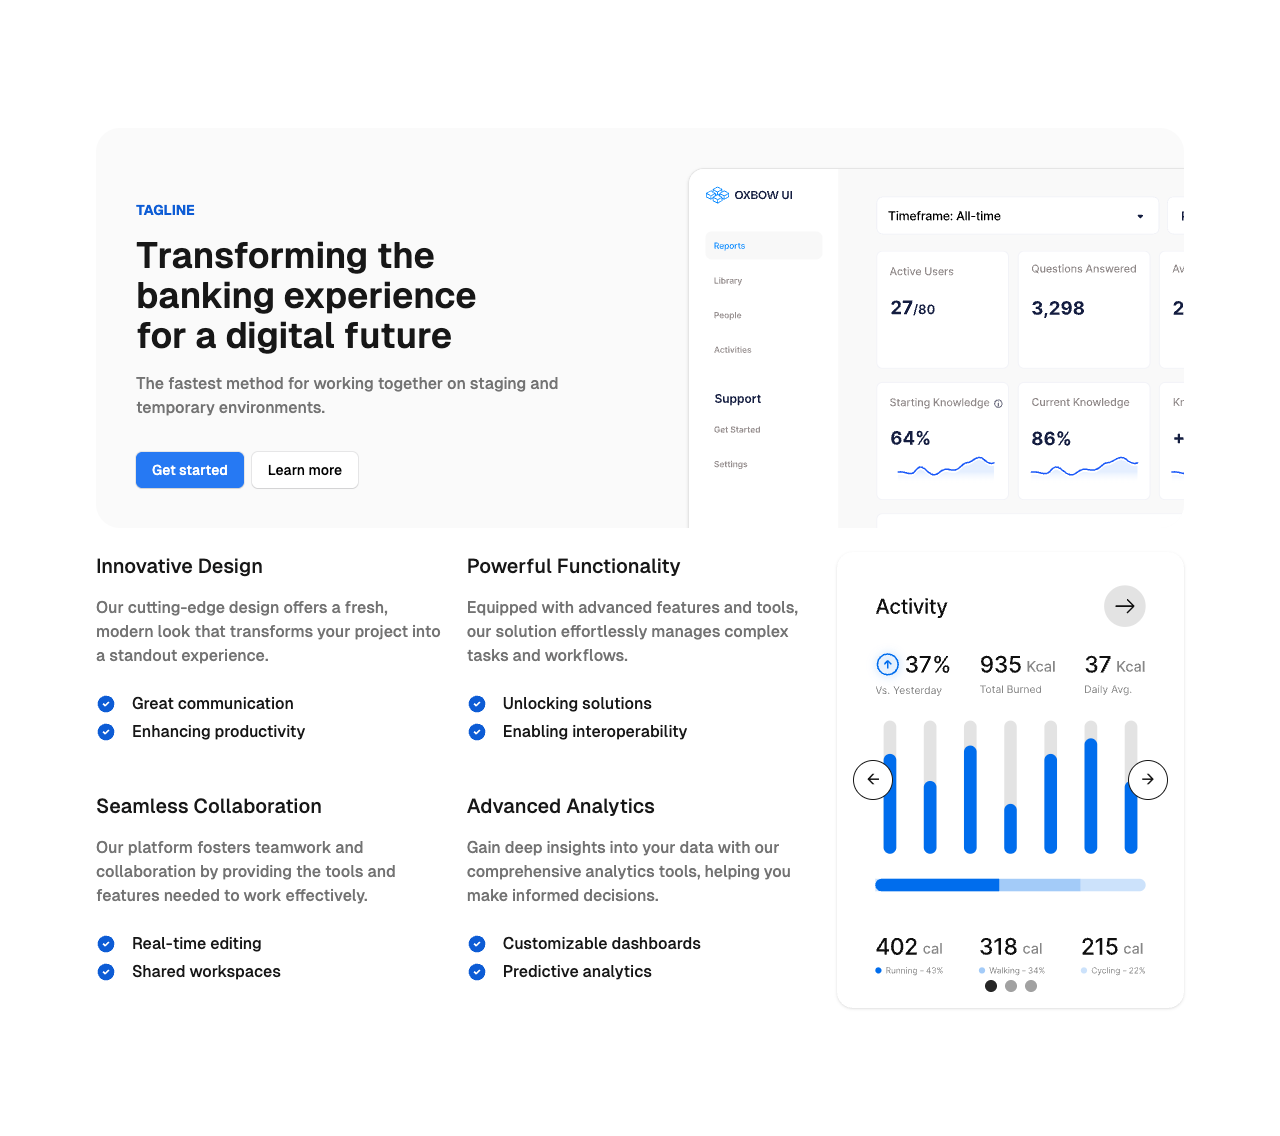 TAGLINE
Transforming the
banking experience
for a digital future
The fastest method for working together on staging and
temporary environments.
Get started
Learn more
OXBOW UI
Reports
Library
People
Activities
Support
Get Started
Settings
Timeframe: All-time
Active Users
27/80
Questions Answered
3,298
Av
2
Starting Knowledge
64%
Current Knowledge
86%
Kn
+
Innovative Design
Our cutting-edge design offers a fresh,
modern look that transforms your project into
a standout experience.
Great communication
Enhancing productivity
Powerful Functionality
Equipped with advanced features and tools,
our solution effortlessly manages complex
tasks and workflows.
Unlocking solutions
Enabling interoperability
Seamless Collaboration
Our platform fosters teamwork and
collaboration by providing the tools and
features needed to work effectively.
Real-time editing
Shared workspaces
Advanced Analytics
Gain deep insights into your data with our
comprehensive analytics tools, helping you
make informed decisions.
Customizable dashboards
Predictive analytics
Activity
37%
Vs. Yesterday
935 Kcal
Total Burned
37 Kcal
Daily Avg.
402 cal
Running - 43%
318 cal
Walking - 34%
215 cal
Cycling - 22%